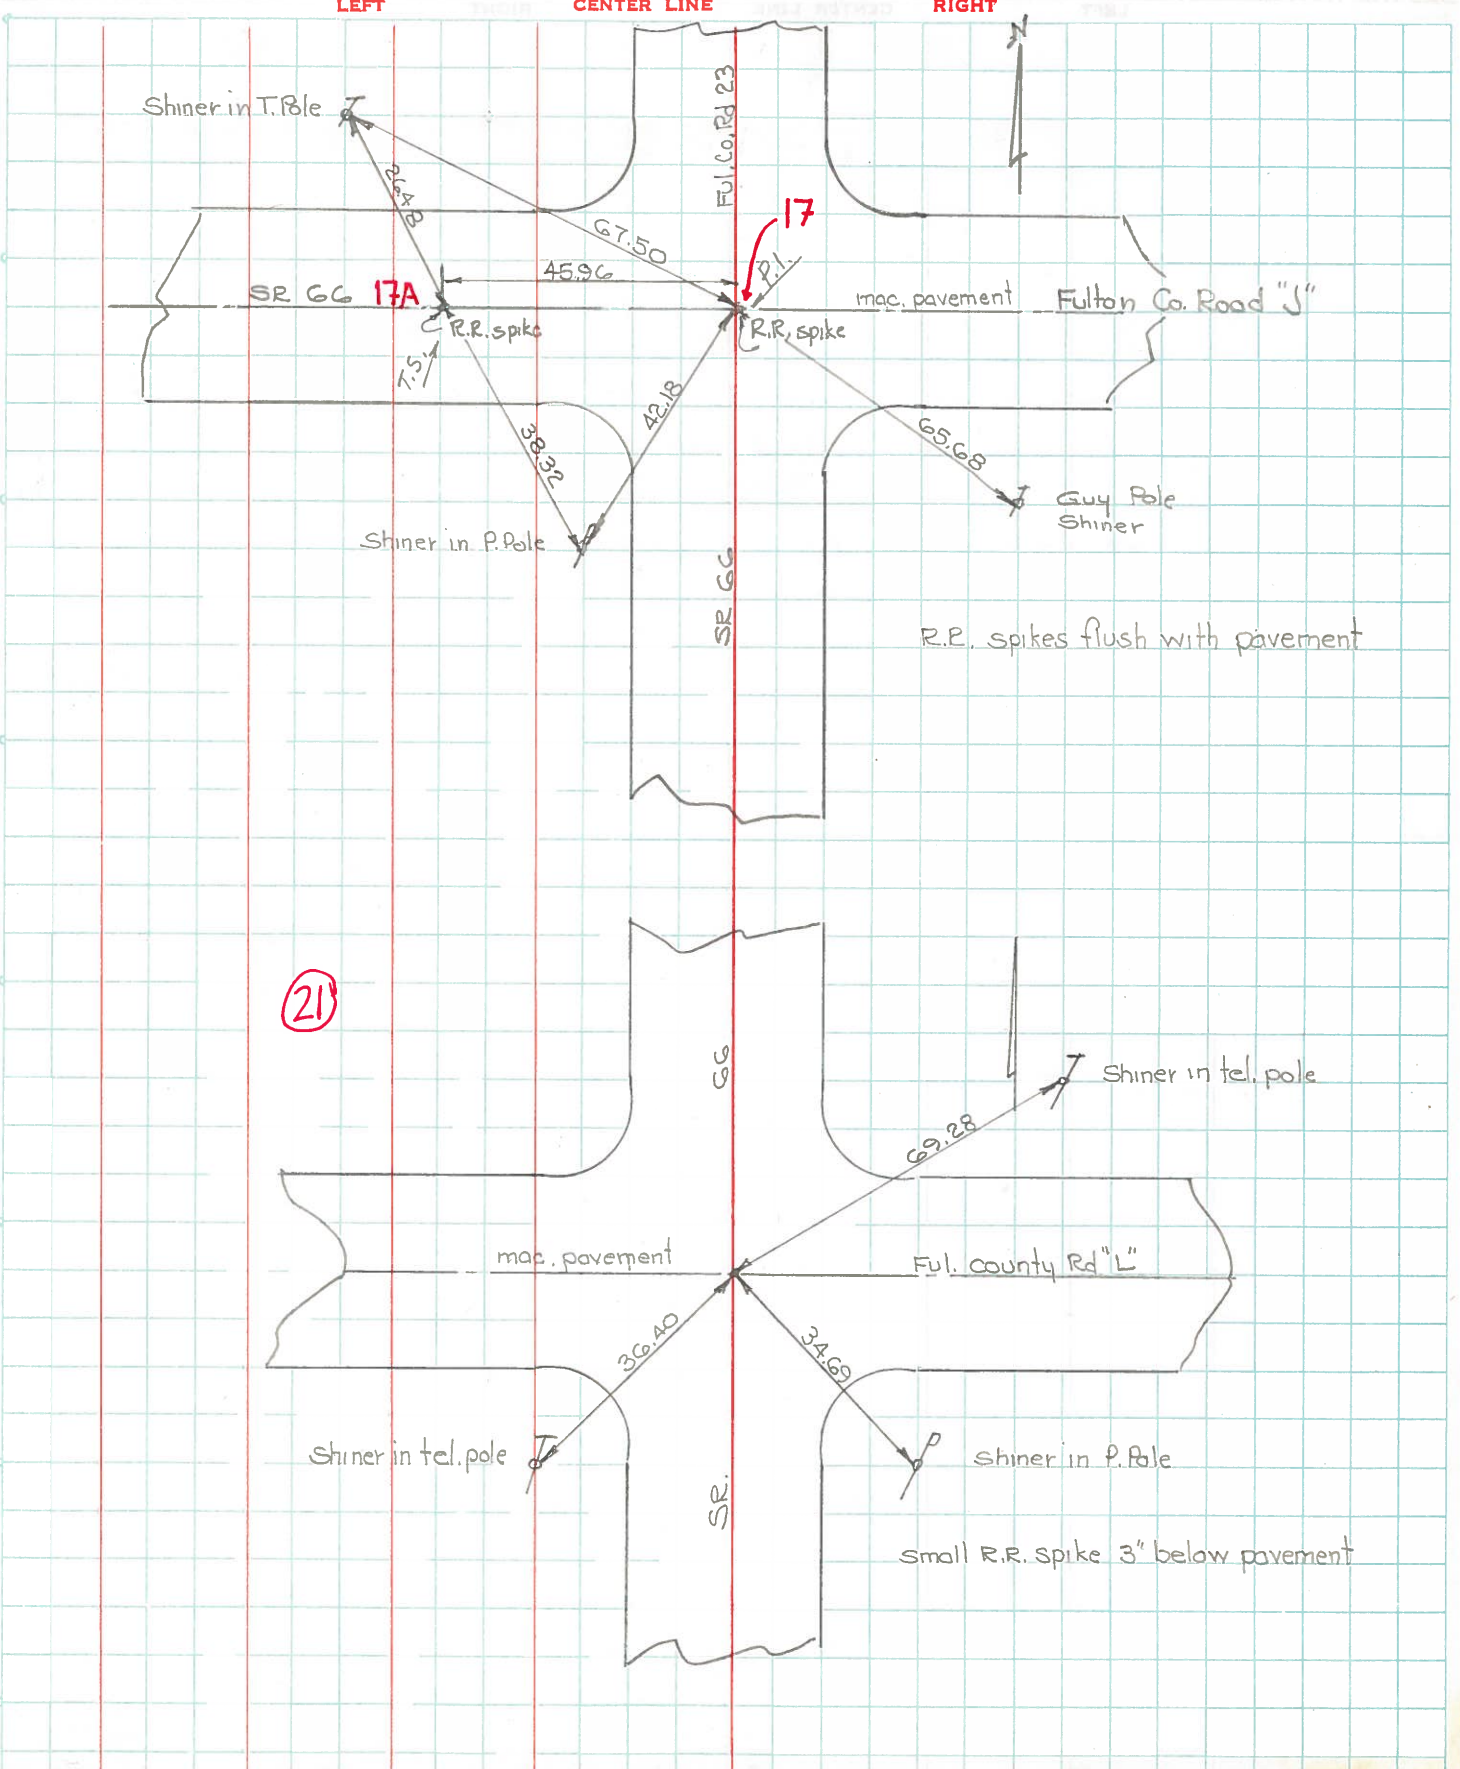 LEFT
CENTER LINE
RIGHT
N
Ful. Co. Rd 23
Shiner in T. Pole
T
26.48
17
67.50
P.I.
45.96
SR 66
17A
mac. pavement
Fulton Co. Road "J"
R.R. spike
R.R. spike
T.S.
42.18
38.32
65.68
Guy Pole
Shiner
Shiner in P. Pole
P
SR 66
R.R. spikes flush with pavement
21
66
T
Shiner in tel. pole
69.28
mac. pavement
Ful. County Rd "L"
36.40
34.69
Shiner in tel. pole
T
P
Shiner in P. Pole
SR.
Small R.R. Spike 3" below pavement